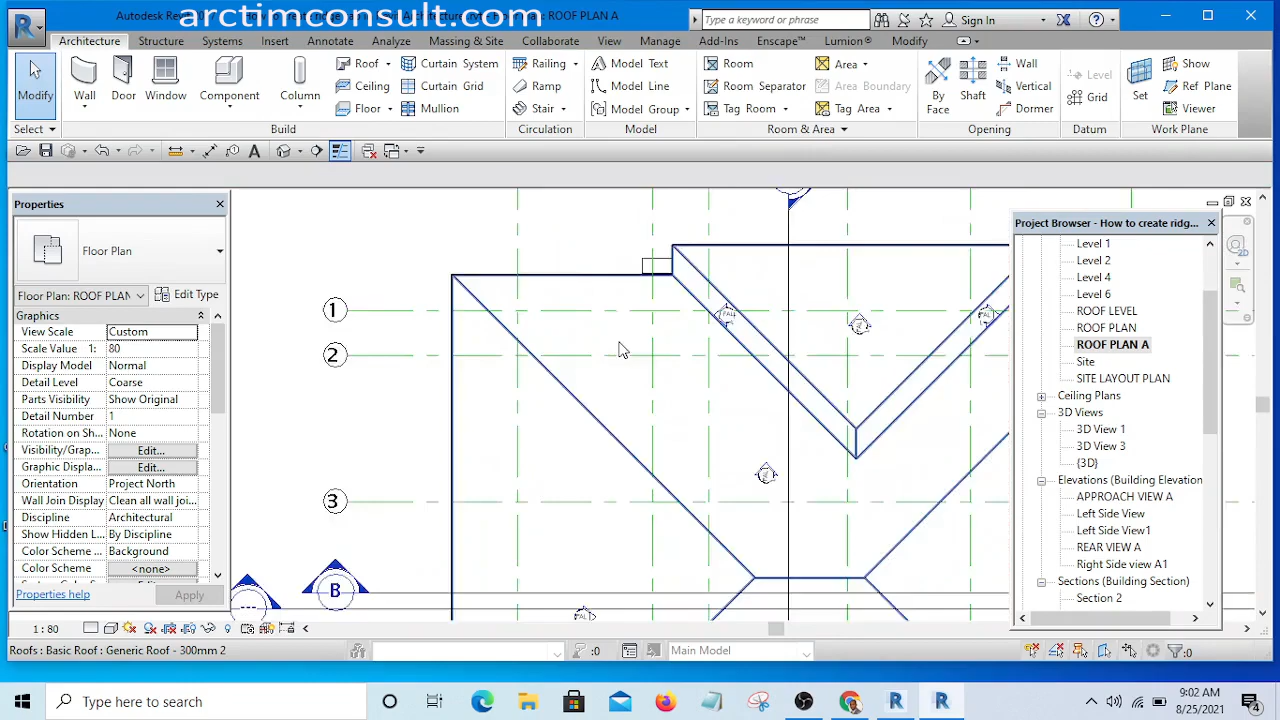 arctimconsult.com
ROOF PLAN A
Type a keyword or phrase
Sign In
Architecture Structure Systems Insert Annotate Analyze Massing & Site Collaborate View Manage Add-Ins Enscape™ Lumion® Modify
Modify Wall Door Window Component Column
Roof Ceiling Floor
Curtain System Curtain Grid Mullion
Railing Ramp Stair
Model Text Model Line Model Group
Room Room Separator Tag Room
Area Area Boundary Tag Area
By Face Shaft Wall Vertical Dormer
Level Grid
Set Show Ref Plane Viewer
Select Build Circulation Model Room & Area Opening Datum Work Plane
Properties
Floor Plan
Floor Plan: ROOF PLAN
Edit Type
Graphics
View Scale Custom
Scale Value 1: 80
Display Model Normal
Detail Level Coarse
Parts Visibility Show Original
Detail Number 1
Rotation on Sh... None
Visibility/Grap... Edit...
Graphic Displa... Edit...
Orientation Project North
Wall Join Display Clean all wall joi...
Discipline Architectural
Show Hidden L... By Discipline
Color Scheme ... Background
Color Scheme <none>
Properties help
Apply
1
2
3
B
Project Browser - How to create ridg...
Level 1
Level 2
Level 4
Level 6
ROOF LEVEL
ROOF PLAN
ROOF PLAN A
Site
SITE LAYOUT PLAN
Ceiling Plans
3D Views
3D View 1
3D View 3
{3D}
Elevations (Building Elevation
APPROACH VIEW A
Left Side View
Left Side View1
REAR VIEW A
Right Side view A1
Sections (Building Section)
Section 2
1 : 80
Roofs : Basic Roof : Generic Roof - 300mm 2
:0
Main Model
:0
Type here to search
9:02 AM
8/25/2021
4